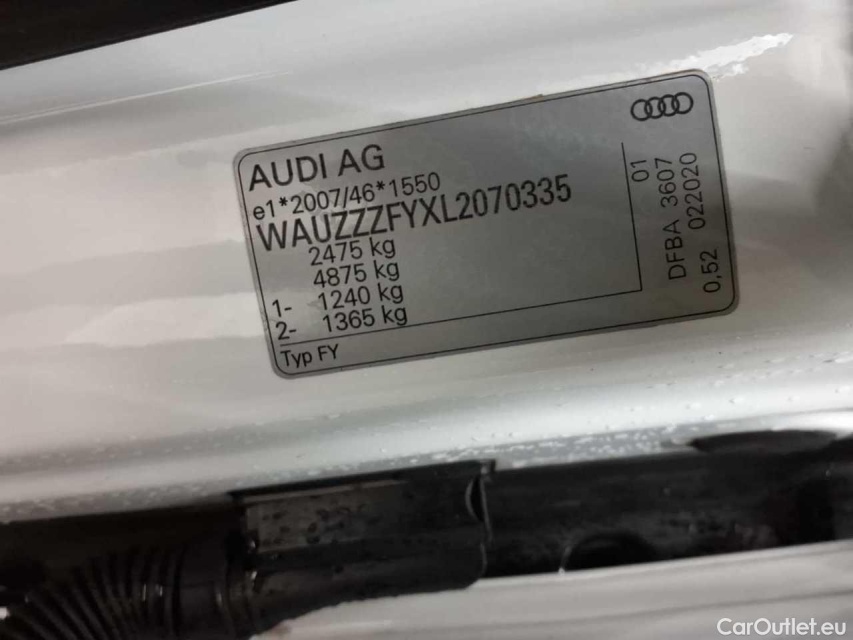 AUDI AG
e1*2007/46*1550
WAUZZZFYXL2070335
2475 kg
4875 kg
1- 1240 kg
2- 1365 kg
Typ FY
01
DFBA 3607
022020
0,52
CarOutlet.eu